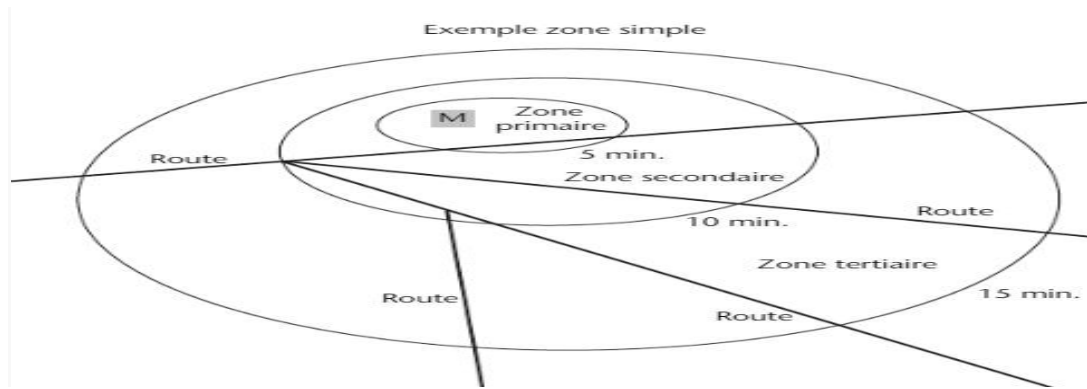 Exemple zone simple
M
Zone
primaire
Route
5 min.
Zone secondaire
10 min.
Route
Zone tertiaire
15 min.
Route
Route